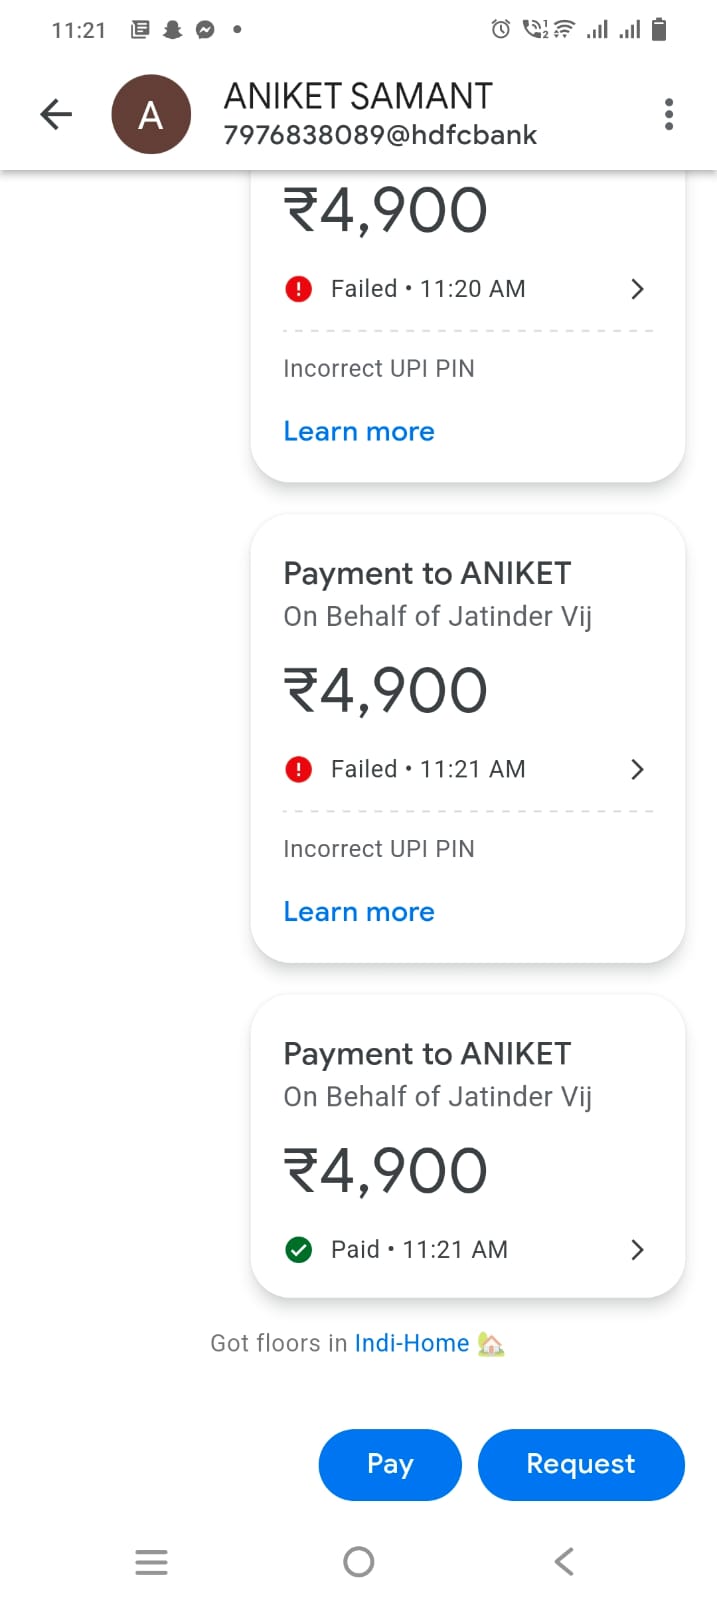 11:21
ANIKET SAMANT
A
7976838089@hdfcbank
₹4,900
Failed • 11:20 AM
Incorrect UPI PIN
Learn more
Payment to ANIKET
On Behalf of Jatinder Vij
₹4,900
Failed • 11:21 AM
Incorrect UPI PIN
Learn more
Payment to ANIKET
On Behalf of Jatinder Vij
₹4,900
Paid • 11:21 AM
Got floors in Indi-Home 🏡
Pay
Request